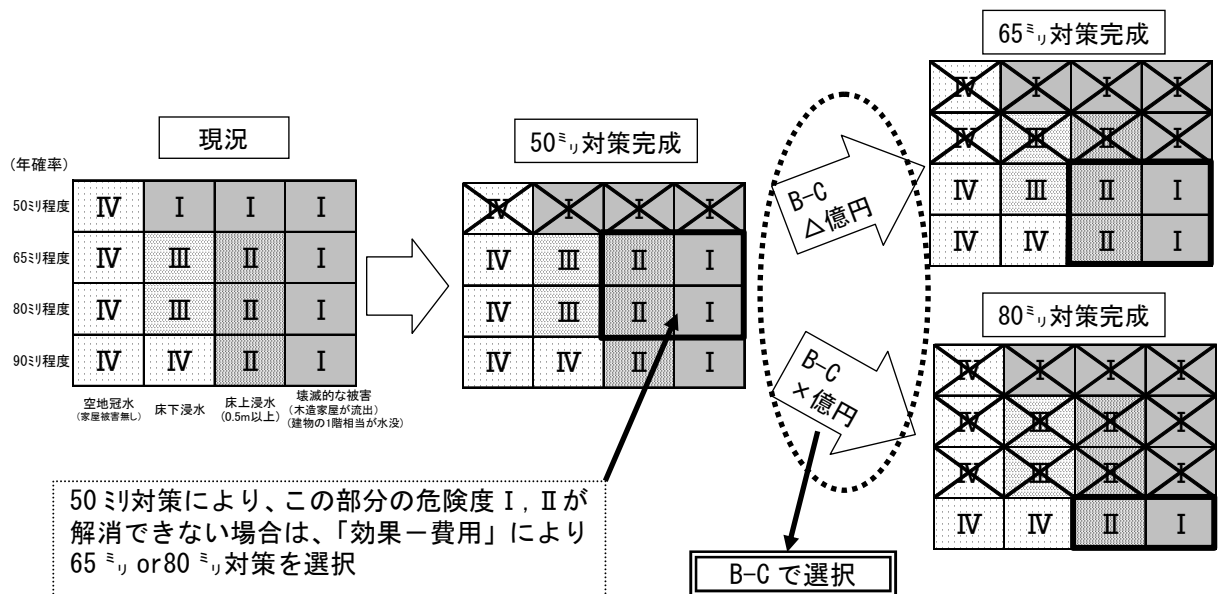 現況
(年確率)
50ミリ程度 Ⅳ Ⅰ Ⅰ Ⅰ
65ミリ程度 Ⅳ Ⅲ Ⅱ Ⅰ
80ミリ程度 Ⅳ Ⅲ Ⅱ Ⅰ
90ミリ程度 Ⅳ Ⅳ Ⅱ Ⅰ
空地冠水
(家屋被害無し)
床下浸水
床上浸水
(0.5m以上)
壊滅的な被害
(木造家屋が流出)
(建物の1階相当が水没)
50ミリ対策完成
Ⅳ Ⅰ Ⅰ Ⅰ
Ⅳ Ⅲ Ⅱ Ⅰ
Ⅳ Ⅲ Ⅱ Ⅰ
Ⅳ Ⅳ Ⅱ Ⅰ
50ミリ対策により、この部分の危険度Ⅰ,Ⅱが
解消できない場合は、「効果－費用」により
65ミリor80ミリ対策を選択
B-C
△億円
B-C
×億円
B-Cで選択
65ミリ対策完成
Ⅳ Ⅰ Ⅰ Ⅰ
Ⅳ Ⅲ Ⅱ Ⅰ
Ⅳ Ⅲ Ⅱ Ⅰ
Ⅳ Ⅳ Ⅱ Ⅰ
80ミリ対策完成
Ⅳ Ⅰ Ⅰ Ⅰ
Ⅳ Ⅲ Ⅱ Ⅰ
Ⅳ Ⅲ Ⅱ Ⅰ
Ⅳ Ⅳ Ⅱ Ⅰ